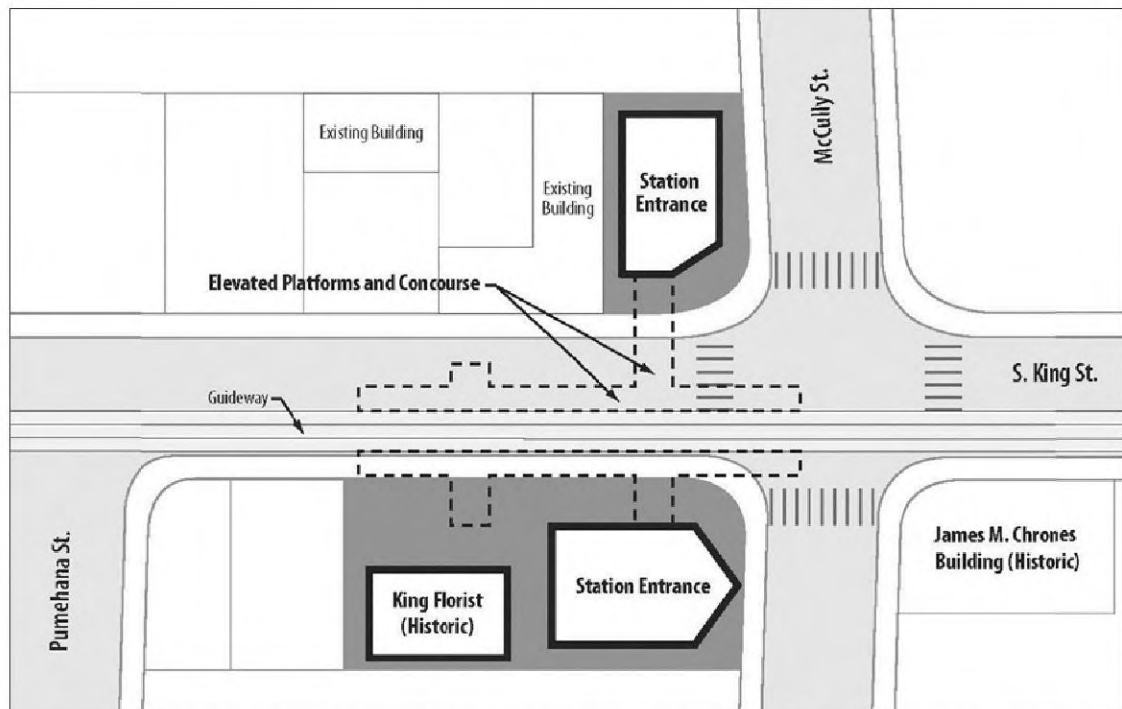 McCully St.
Existing Building
Existing
Building
Station
Entrance
Elevated Platforms and Concourse
S. King St.
Guideway
Pumehana St.
King Florist
(Historic)
Station Entrance
James M. Chrones
Building (Historic)